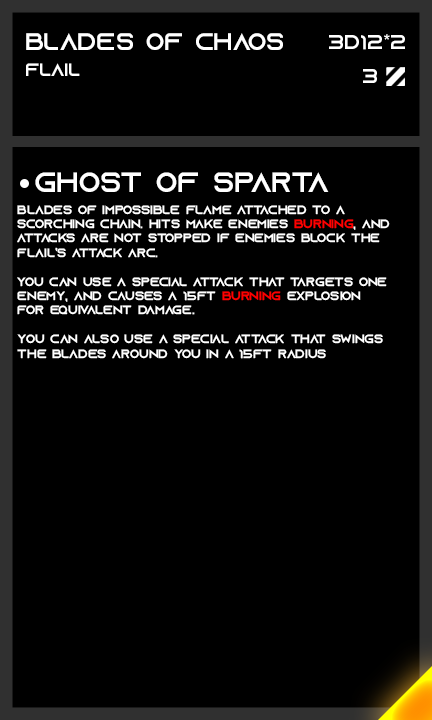 BLADES OF CHAOS
3D12*2
FLAIL
3
•GHOST OF SPARTA
BLADES OF IMPOSSIBLE FLAME ATTACHED TO A
SCORCHING CHAIN. HITS MAKE ENEMIES BURNING, AND
ATTACKS ARE NOT STOPPED IF ENEMIES BLOCK THE
FLAIL'S ATTACK ARC.
YOU CAN USE A SPECIAL ATTACK THAT TARGETS ONE
ENEMY, AND CAUSES A 15FT BURNING EXPLOSION
FOR EQUIVALENT DAMAGE.
YOU CAN ALSO USE A SPECIAL ATTACK THAT SWINGS
THE BLADES AROUND YOU IN A 15FT RADIUS